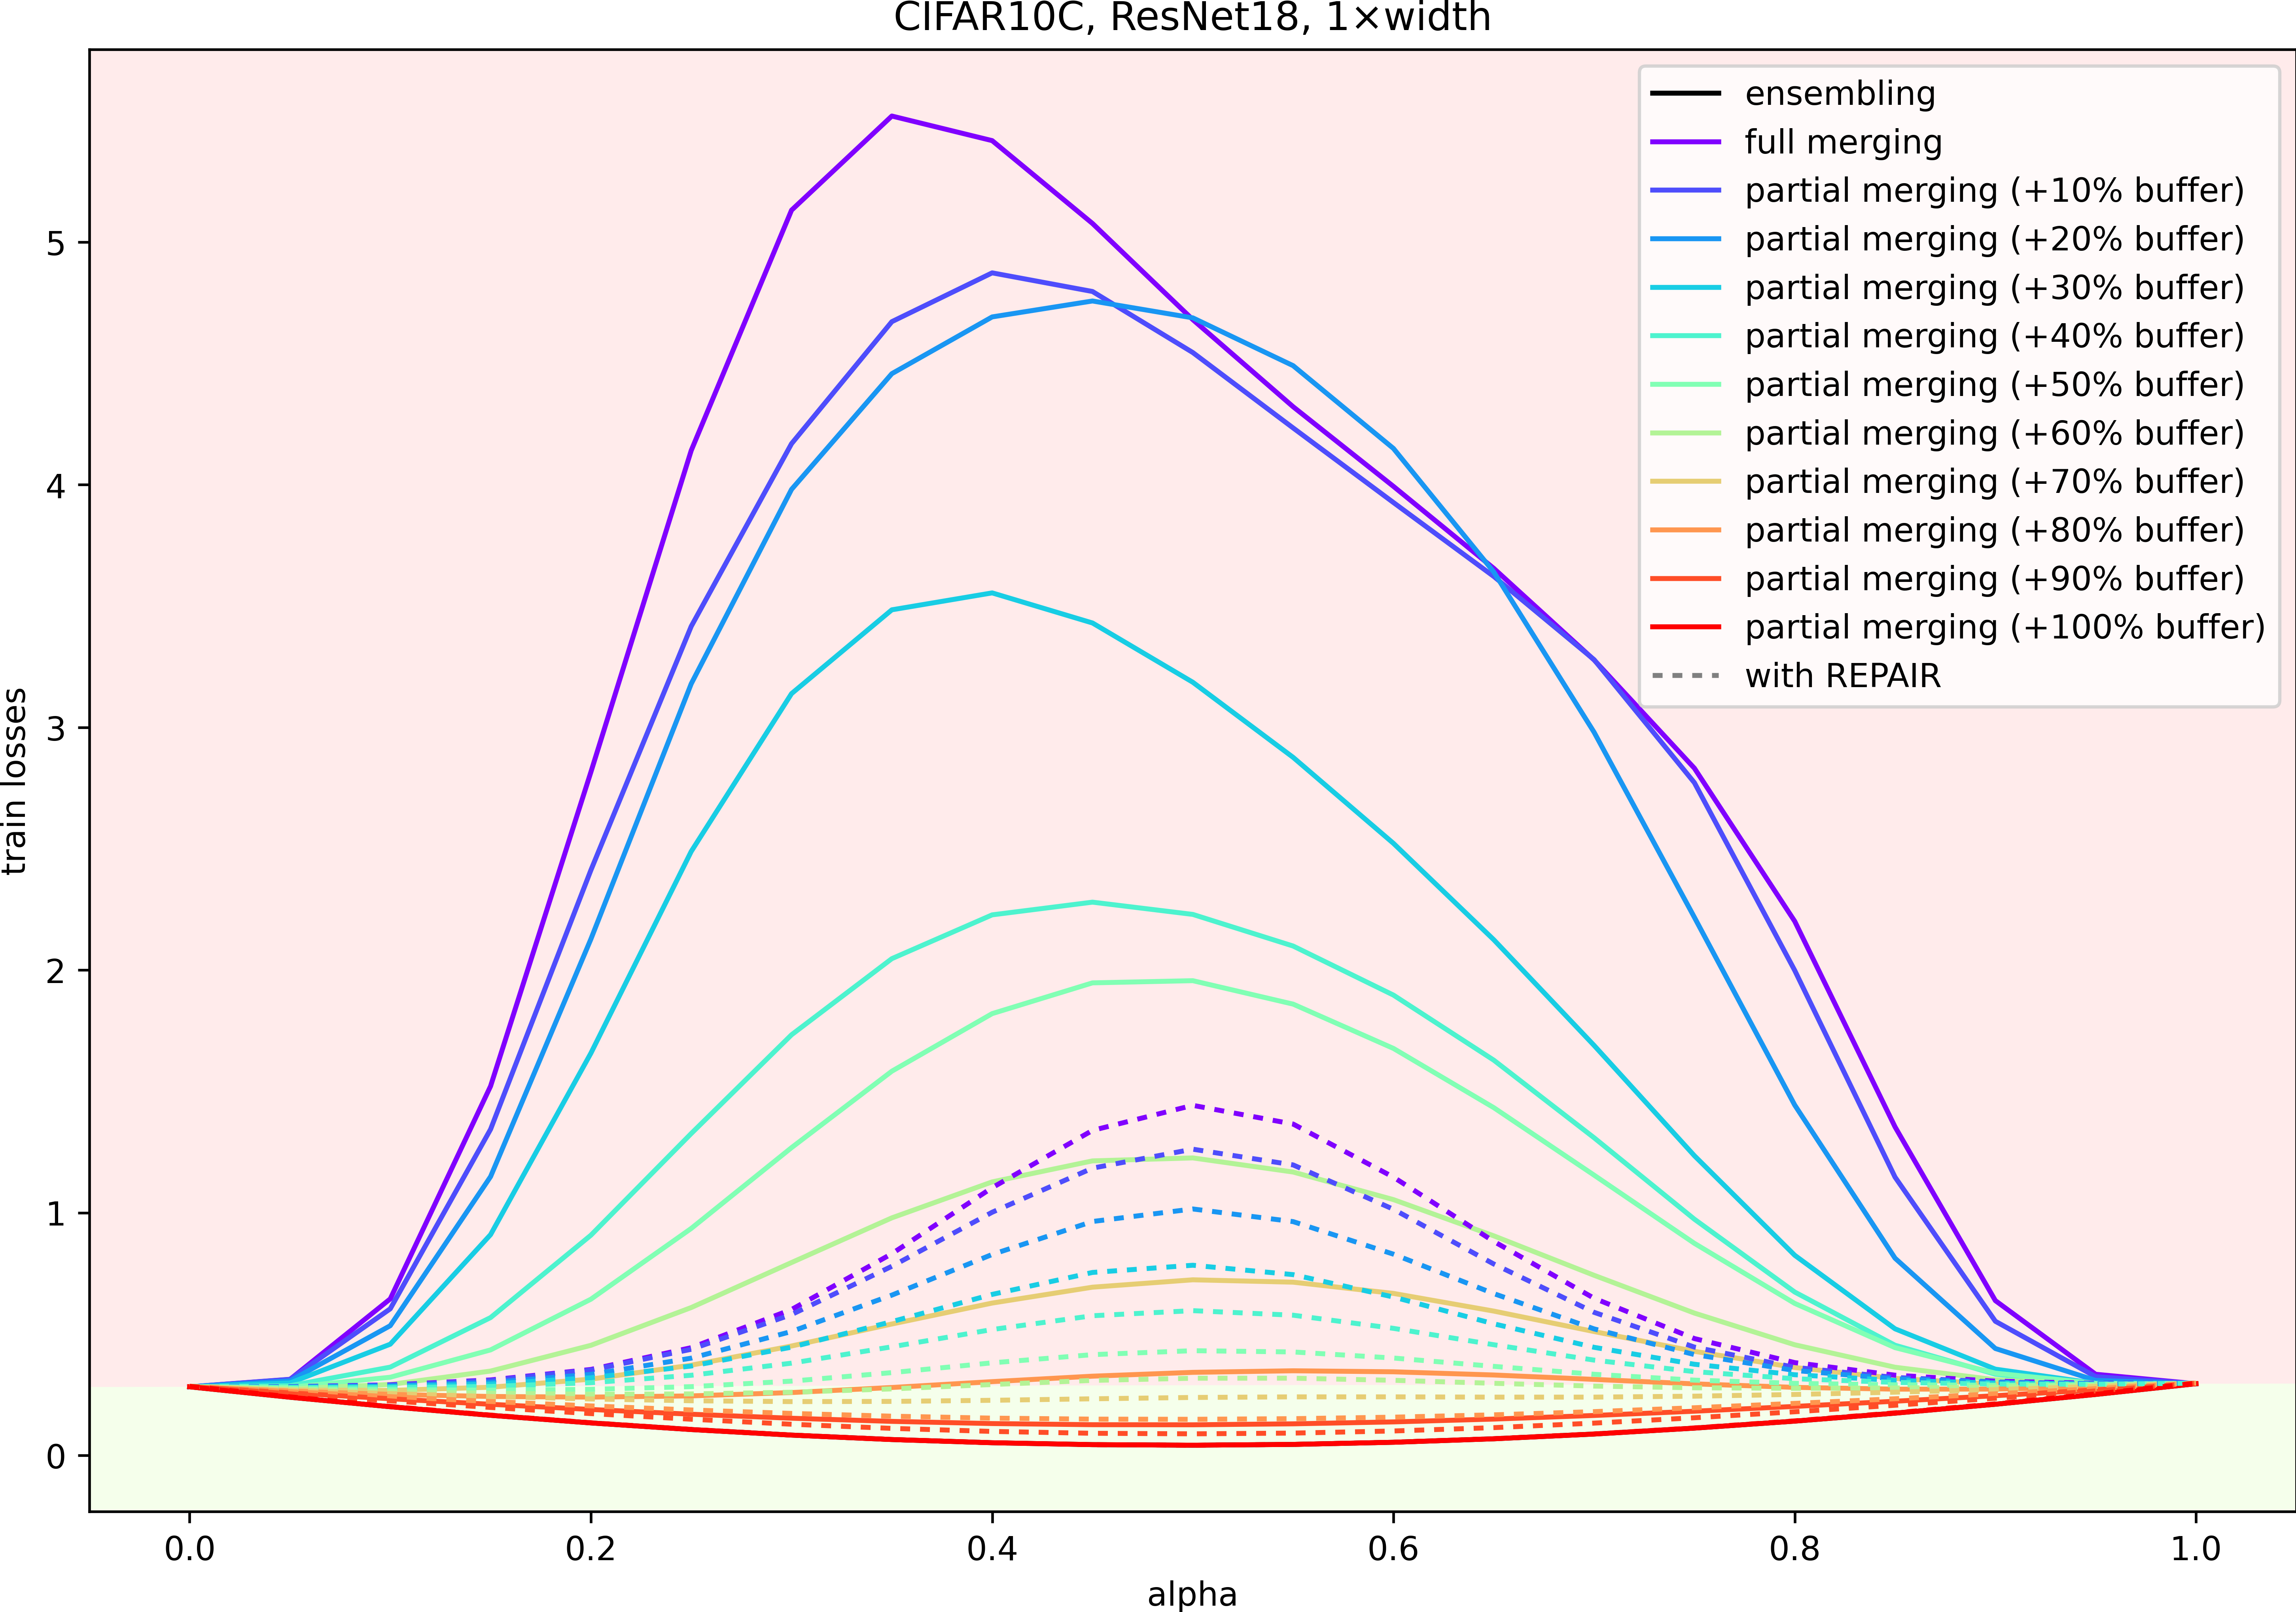 CIFAR10C, ResNet18, 1×width
ensembling
full merging
partial merging (+10% buffer)
partial merging (+20% buffer)
partial merging (+30% buffer)
partial merging (+40% buffer)
partial merging (+50% buffer)
partial merging (+60% buffer)
partial merging (+70% buffer)
partial merging (+80% buffer)
partial merging (+90% buffer)
partial merging (+100% buffer)
with REPAIR
train losses
5
4
3
2
1
0
0.0 0.2 0.4 0.6 0.8 1.0
alpha